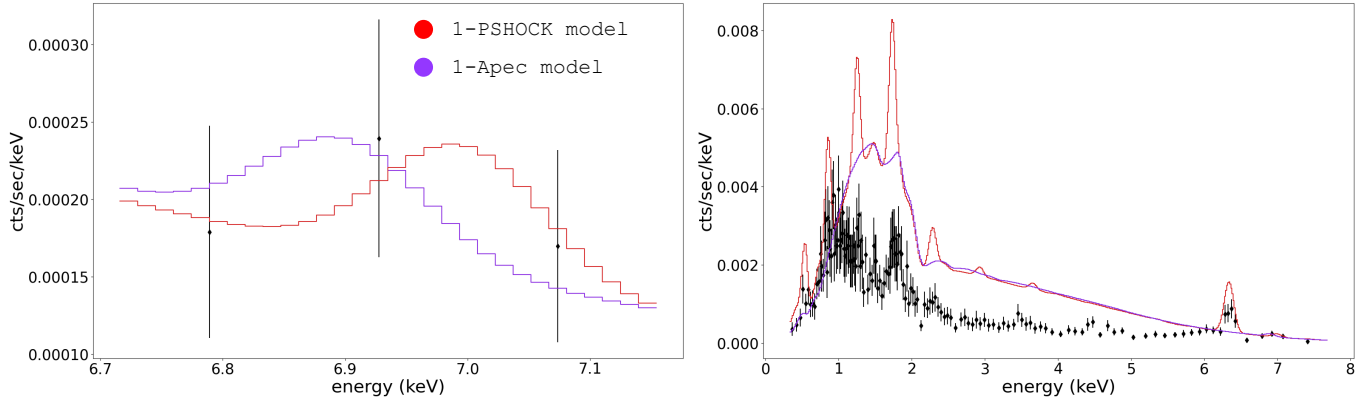 1-PSHOCK model
1-Apec model
cts/sec/keV
0.00030
0.00025
0.00020
0.00015
0.00010
6.7 6.8 6.9 7.0 7.1
energy (keV)
cts/sec/keV
0.008
0.006
0.004
0.002
0.000
0 1 2 3 4 5 6 7 8
energy (keV)